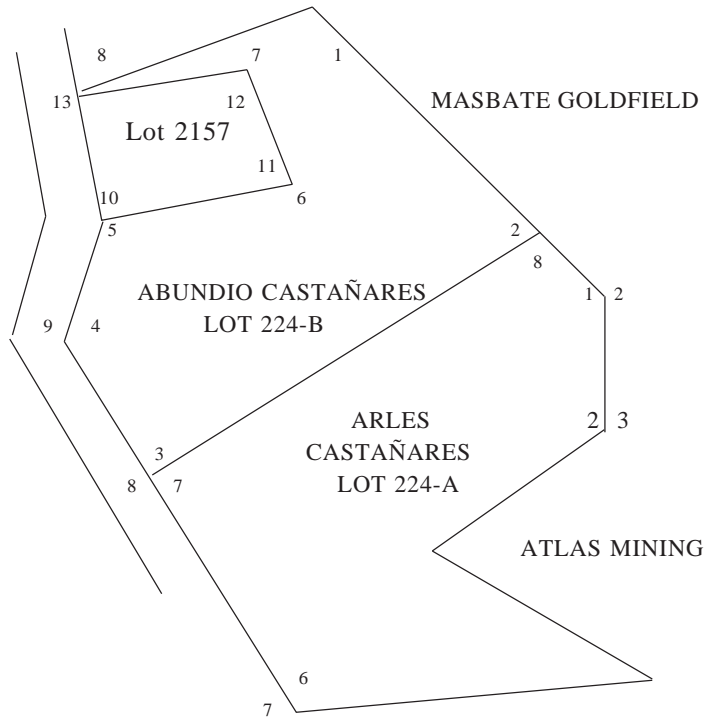 8
7
1
13
12
MASBATE GOLDFIELD
Lot 2157
11
10
6
5
2
8
ABUNDIO CASTAÑARES
LOT 224-B
1 2
9 4
ARLES
CASTAÑARES
LOT 224-A
2 3
3
8 7
ATLAS MINING
6
7